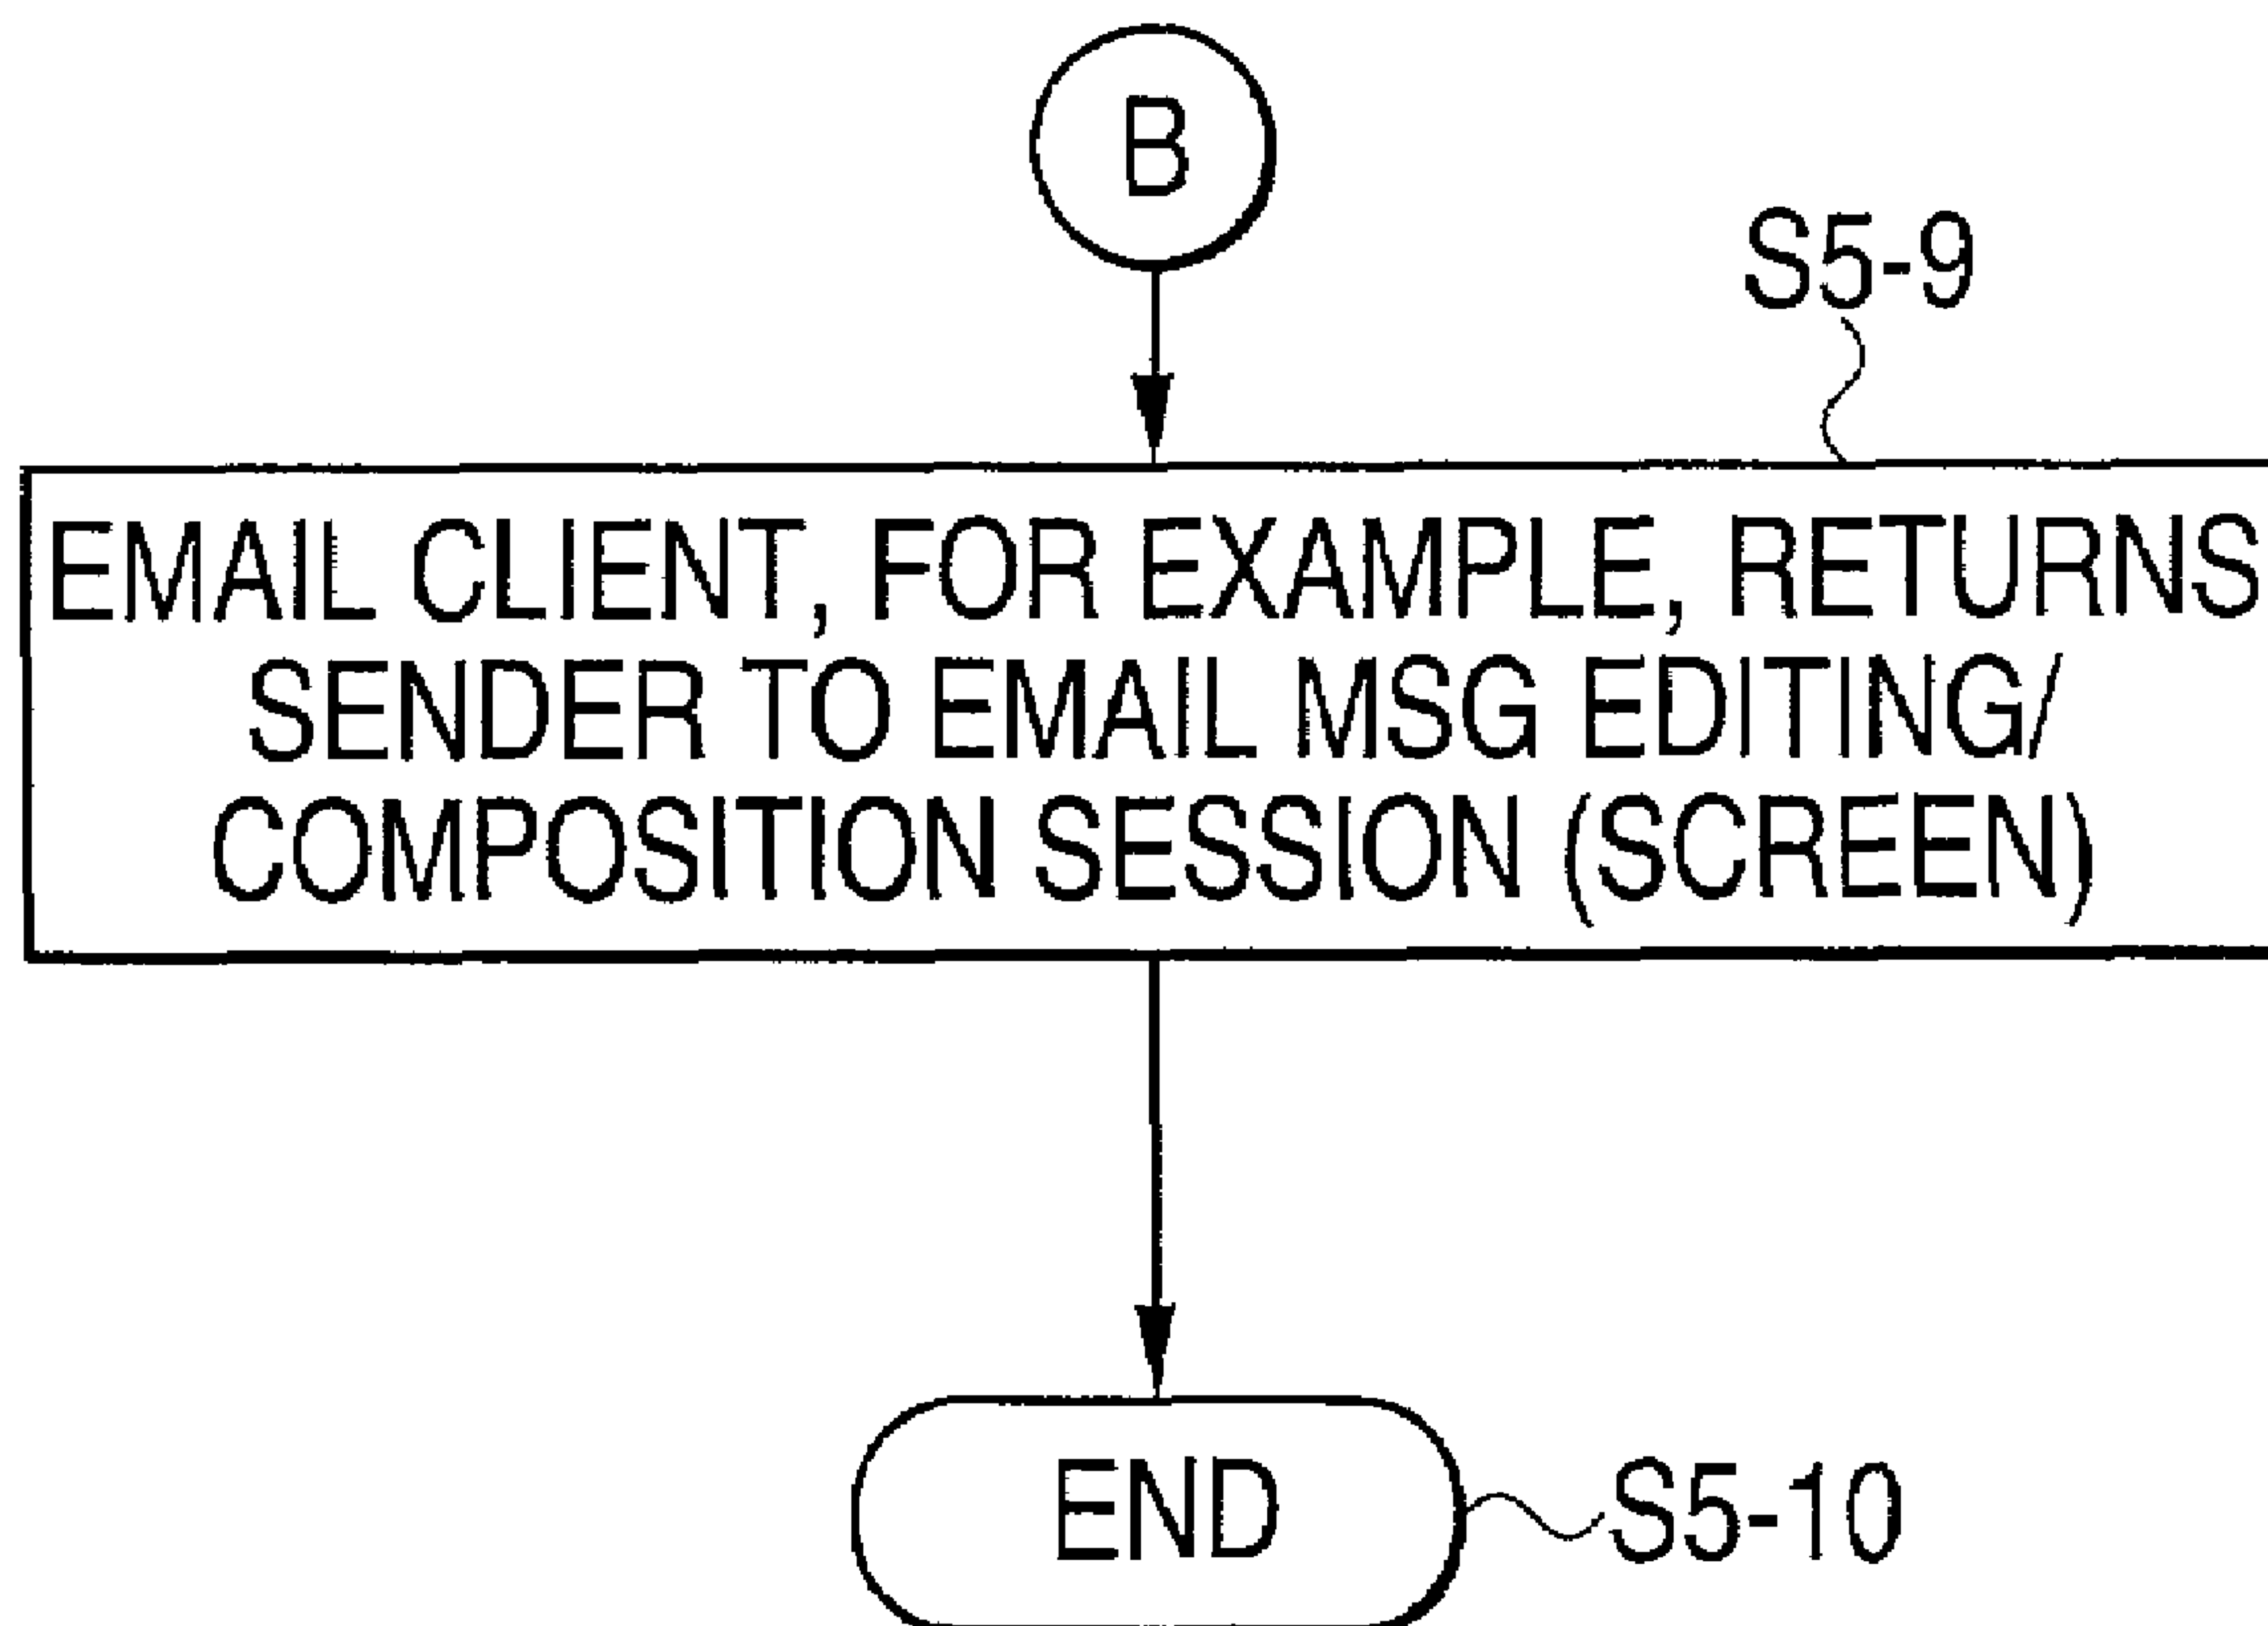 B
S5-9
EMAIL CLIENT, FOR EXAMPLE, RETURNS
SENDER TO EMAIL MSG EDITING/
COMPOSITION SESSION (SCREEN)
END
S5-10